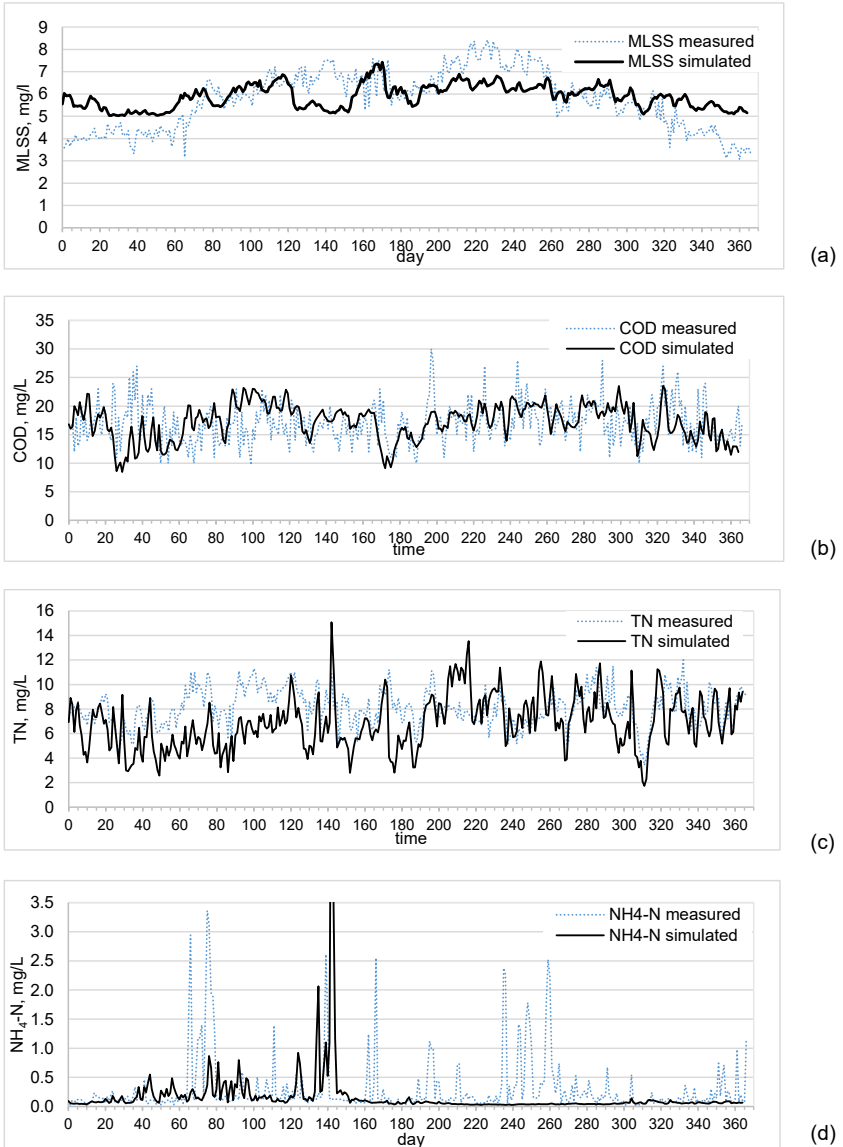 9
8
7
6
5
4
3
2
1
0
MLSS, mg/l
MLSS measured
MLSS simulated
0 20 40 60 80 100 120 140 160 180 200 220 240 260 280 300 320 340 360
day
(a)
35
30
25
20
15
10
5
0
COD, mg/L
COD measured
COD simulated
0 20 40 60 80 100 120 140 160 180 200 220 240 260 280 300 320 340 360
time
(b)
16
14
12
10
8
6
4
2
0
TN, mg/L
TN measured
TN simulated
0 20 40 60 80 100 120 140 160 180 200 220 240 260 280 300 320 340 360
time
(c)
3.5
3.0
2.5
2.0
1.5
1.0
0.5
0.0
NH₄-N, mg/L
NH4-N measured
NH4-N simulated
0 20 40 60 80 100 120 140 160 180 200 220 240 260 280 300 320 340 360
day
(d)